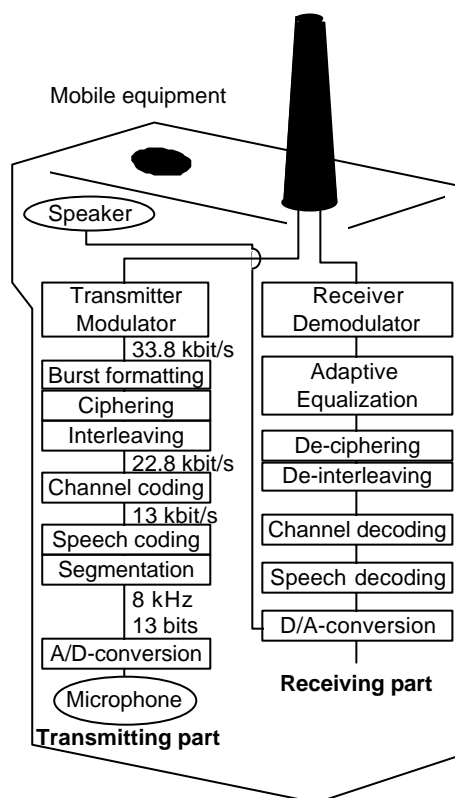 Mobile equipment
Speaker
Transmitter
Modulator
33.8 kbit/s
Burst formatting
Ciphering
Interleaving
22.8 kbit/s
Channel coding
13 kbit/s
Speech coding
Segmentation
8 kHz
13 bits
A/D-conversion
Microphone
Transmitting part
Receiver
Demodulator
Adaptive
Equalization
De-ciphering
De-interleaving
Channel decoding
Speech decoding
D/A-conversion
Receiving part